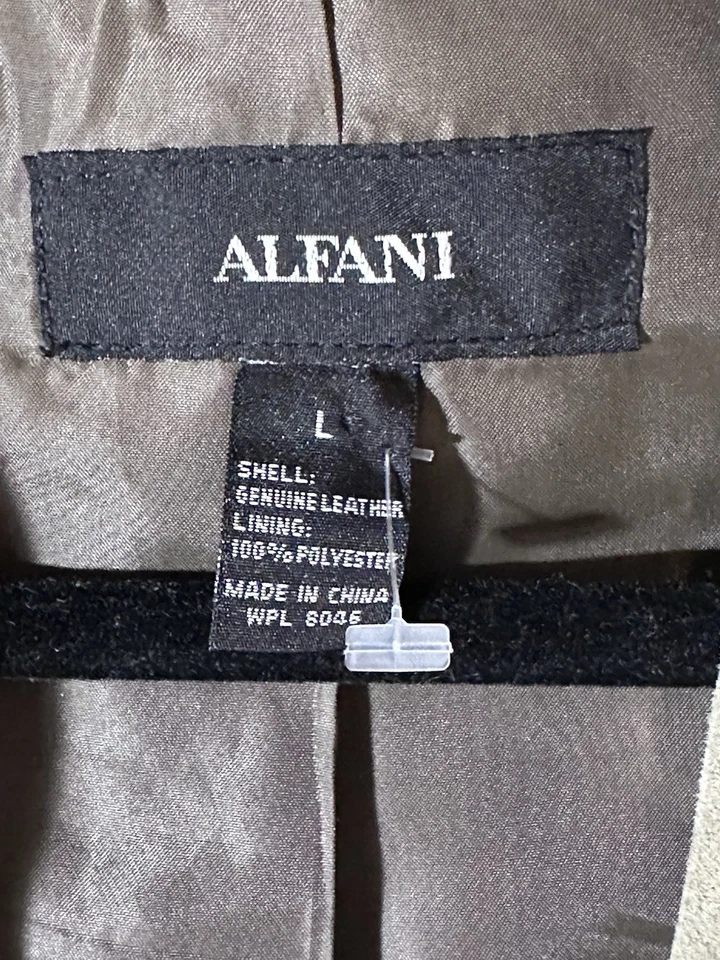 ALFANI
L
SHELL:
GENUINE LEATHER
LINING:
100% POLYESTER
MADE IN CHINA
WPL 8046